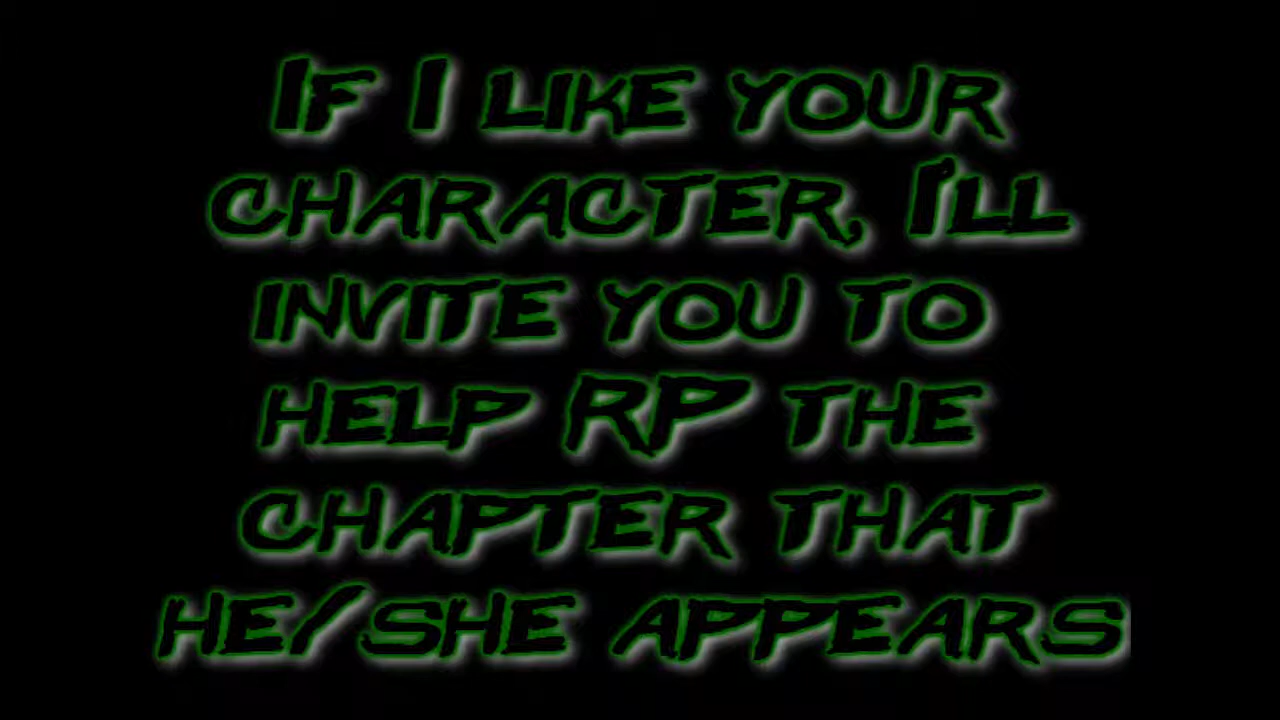 If I like your
character, I'll
invite you to
help RP the
chapter that
he/she appears